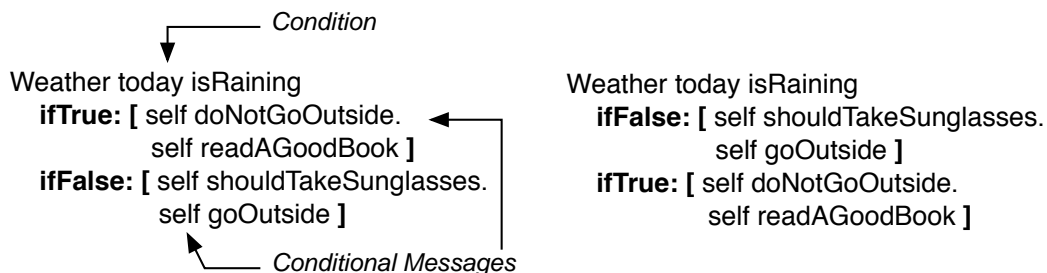 Condition
Weather today isRaining
ifTrue: [ self doNotGoOutside.
self readAGoodBook ]
ifFalse: [ self shouldTakeSunglasses.
self goOutside ]
Conditional Messages
Weather today isRaining
ifFalse: [ self shouldTakeSunglasses.
self goOutside ]
ifTrue: [ self doNotGoOutside.
self readAGoodBook ]